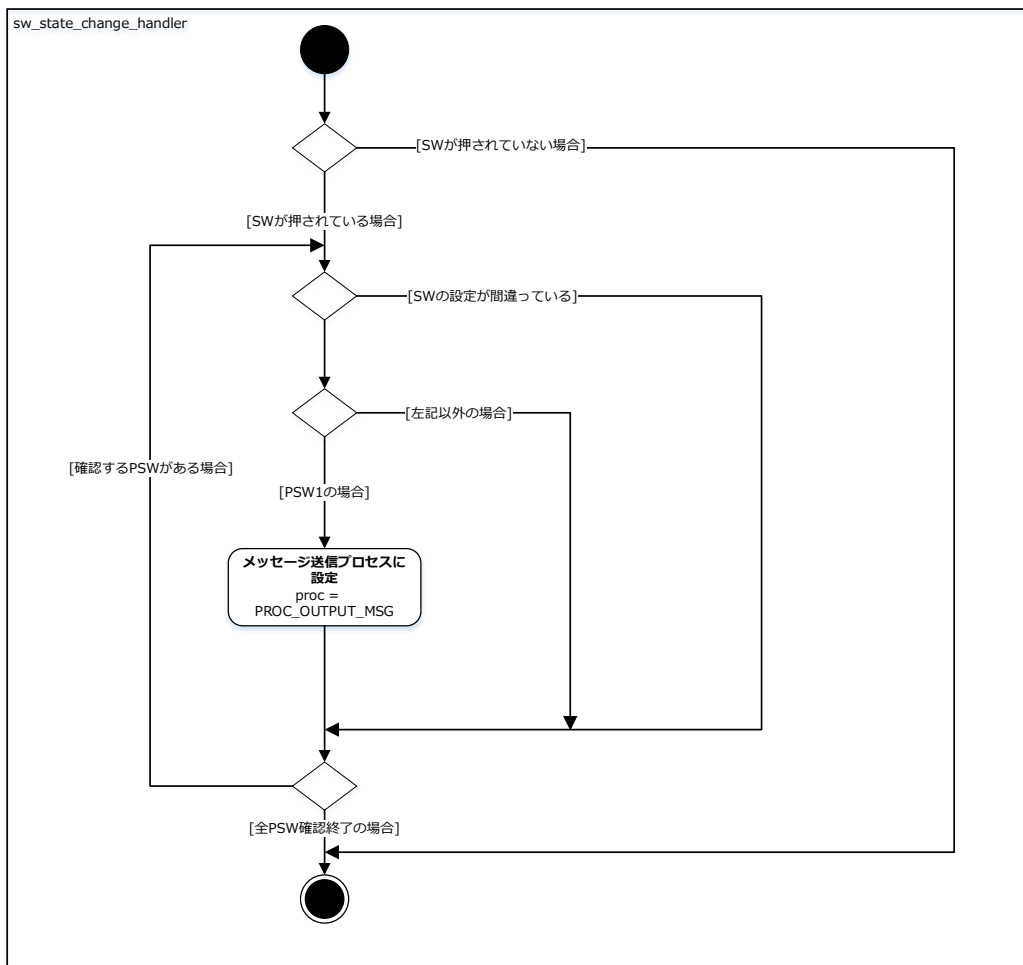 sw_state_change_handler
[SWが押されていない場合]
[SWが押されている場合]
[SWの設定が間違っている]
[左記以外の場合]
[確認するPSWがある場合]
[PSW1の場合]
メッセージ送信プロセスに
設定
proc =
PROC_OUTPUT_MSG
[全PSW確認終了の場合]